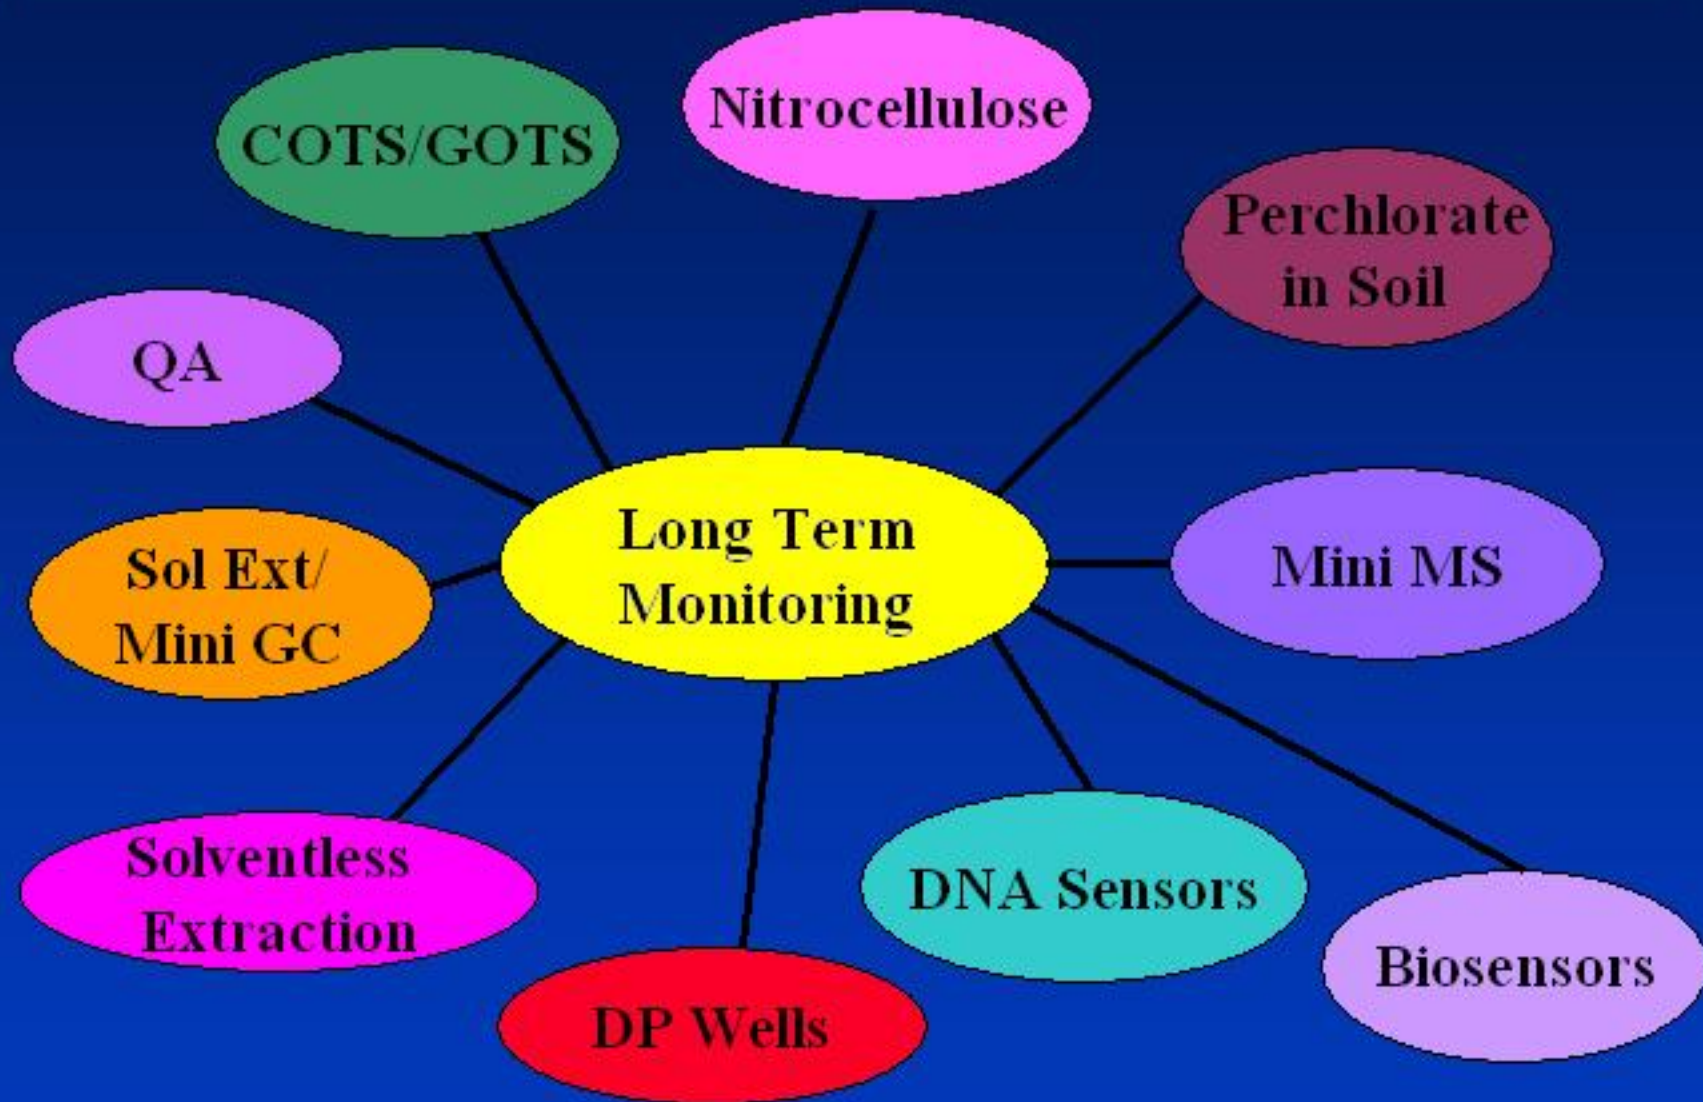 COTS/GOTS
Nitrocellulose
Perchlorate
in Soil
QA
Long Term
Monitoring
Sol Ext/
Mini GC
Mini MS
Solventless
Extraction
DNA Sensors
Biosensors
DP Wells